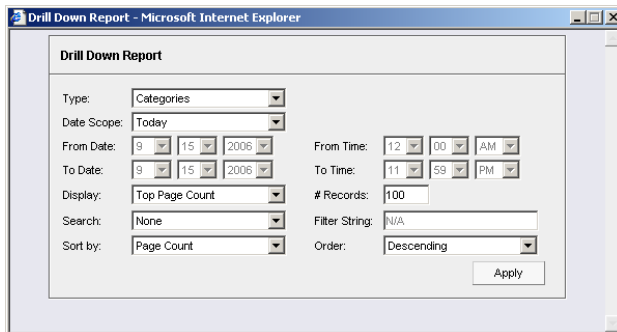 Drill Down Report - Microsoft Internet Explorer
Drill Down Report
Type: Categories
Date Scope: Today
From Date: 9 15 2006 From Time: 12 00 AM
To Date: 9 15 2006 To Time: 11 59 PM
Display: Top Page Count # Records: 100
Search: None Filter String: N/A
Sort by: Page Count Order: Descending
Apply